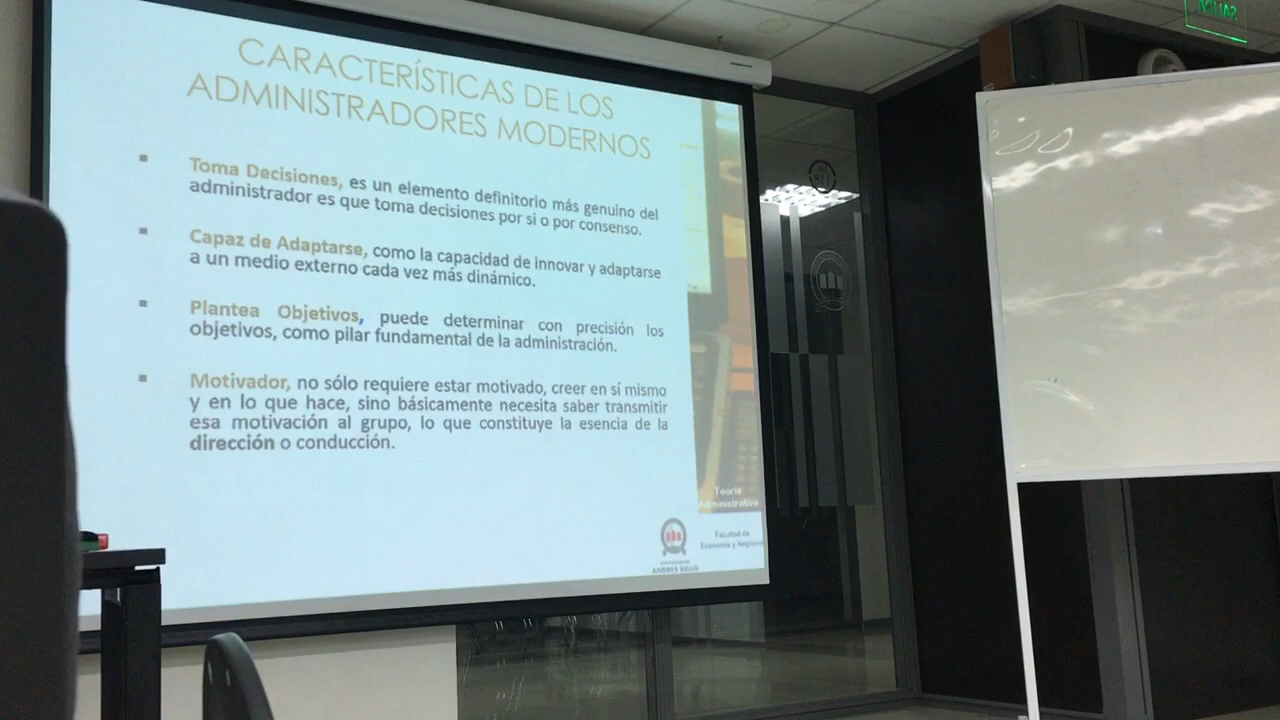 CARACTERÍSTICAS DE LOS
ADMINISTRADORES MODERNOS
Toma Decisiones, es un elemento definitorio más genuino del
administrador es que toma decisiones por si o por consenso.
Capaz de Adaptarse, como la capacidad de innovar y adaptarse
a un medio externo cada vez más dinámico.
Plantea Objetivos, puede determinar con precisión los
objetivos, como pilar fundamental de la administración.
Motivador, no sólo requiere estar motivado, creer en sí mismo
y en lo que hace, sino básicamente necesita saber transmitir
esa motivación al grupo, lo que constituye la esencia de la
dirección o conducción.
Teoría
Administrativa
Facultad de
Economía y Negocios
UNIVERSIDAD
ANDRES BELLO
SALIDA